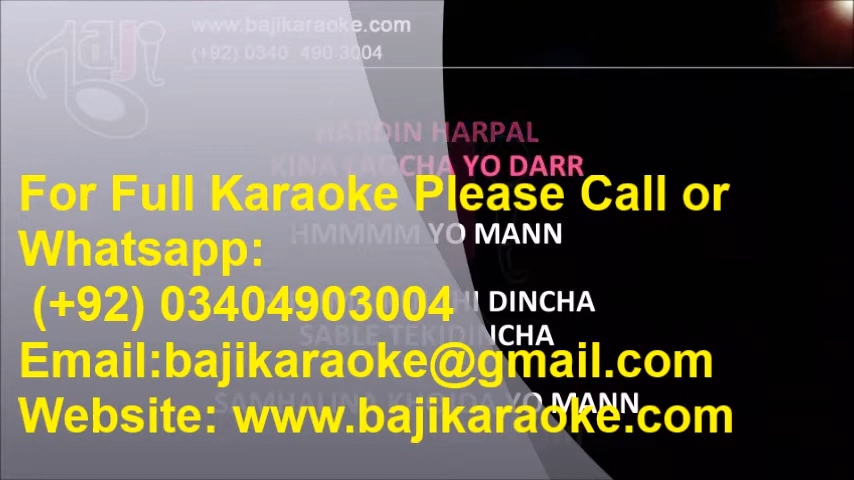 Baji
www.bajikaraoke.com
(+92) 0340 490 3004
HARDIN HARPAL
KINA LAGCHA YO DARR
For Full Karaoke Please Call or
HMMMM YO MANN
Whatsapp:
(+92) 03404903004
DINCHA
SABLE TEKIDINCHA
Email:bajikaraoke@gmail.com
SAMHALINA YO MANN
Website: www.bajikaraoke.com